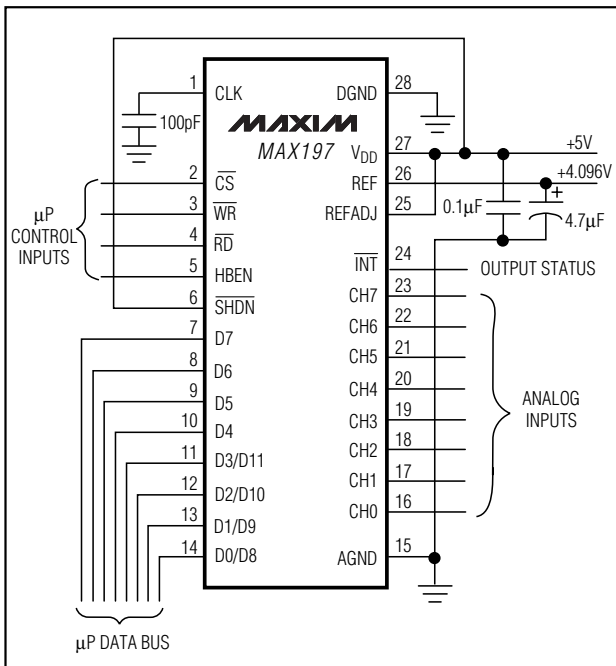 1 CLK
100pF
MAXIM
MAX197
DGND 28
VDD 27 +5V
REF 26 +4.096V
REFADJ 25
0.1µF
+
4.7µF
µP
CONTROL
INPUTS
2 CS
3 WR
4 RD
5 HBEN
6 SHDN
7 D7
8 D6
9 D5
10 D4
11 D3/D11
12 D2/D10
13 D1/D9
14 D0/D8
INT 24 OUTPUT STATUS
CH7 23
CH6 22
CH5 21
CH4 20
CH3 19
CH2 18
CH1 17
CH0 16
ANALOG
INPUTS
AGND 15
µP DATA BUS